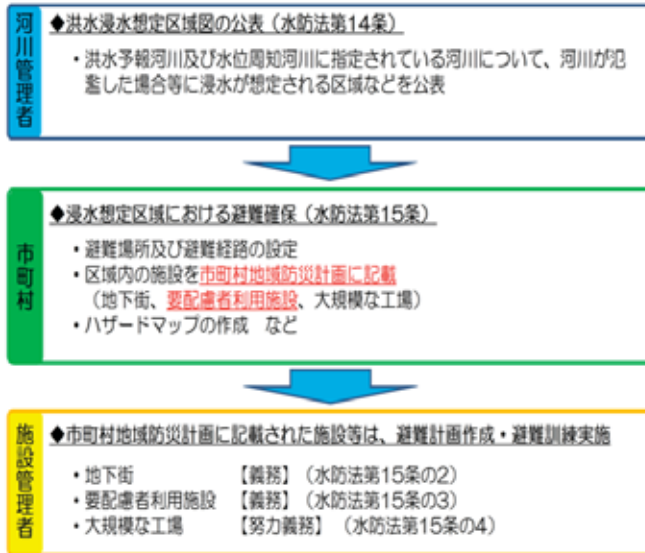 河川管理者
◆洪水浸水想定区域図の公表（水防法第14条）
・洪水予報河川及び水位周知河川に指定されている河川について、河川が氾
濫した場合等に浸水が想定される区域などを公表
市町村
◆浸水想定区域における避難確保（水防法第15条）
・避難場所及び避難経路の設定
・区域内の施設を市町村地域防災計画に記載
（地下街、要配慮者利用施設、大規模な工場）
・ハザードマップの作成　など
施設管理者
◆市町村地域防災計画に記載された施設等は、避難計画作成・避難訓練実施
・地下街　【義務】（水防法第15条の2）
・要配慮者利用施設　【義務】（水防法第15条の3）
・大規模な工場　【努力義務】（水防法第15条の4）